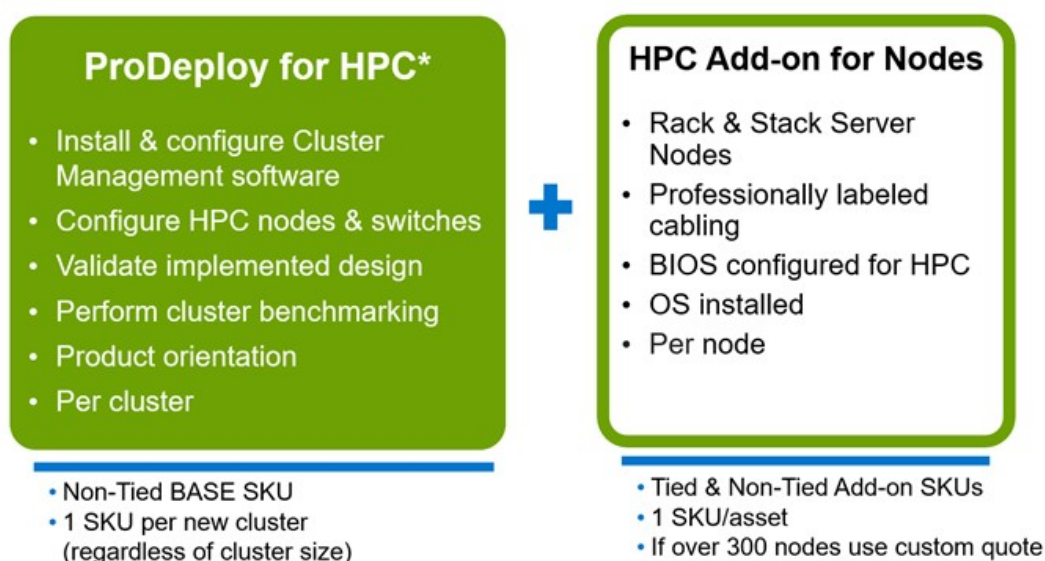 ProDeploy for HPC*
• Install & configure Cluster
Management software
• Configure HPC nodes & switches
• Validate implemented design
• Perform cluster benchmarking
• Product orientation
• Per cluster
• Non-Tied BASE SKU
• 1 SKU per new cluster
(regardless of cluster size)
+
HPC Add-on for Nodes
• Rack & Stack Server
Nodes
• Professionally labeled
cabling
• BIOS configured for HPC
• OS installed
• Per node
• Tied & Non-Tied Add-on SKUs
• 1 SKU/asset
• If over 300 nodes use custom quote